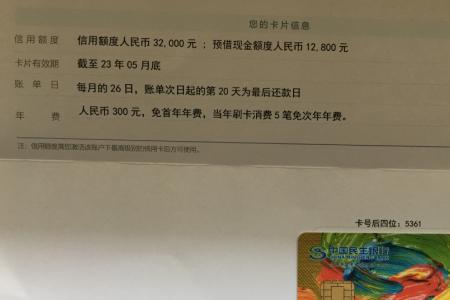 您的卡片信息
信用额度 信用额度人民币 32,000 元 ；预借现金额度人民币 12,800 元
卡片有效期 截至 23 年 05 月底
账单日 每月的 26 日，账单次日起的第 20 天为最后还款日
年费 人民币 300 元，免首年年费，当年刷卡消费 5 笔免次年年费。
卡号后四位：5361
中国民生银行